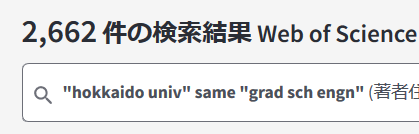 2,662 件の検索結果 Web of Science
"hokkaido univ" same "grad sch engn" (著者住